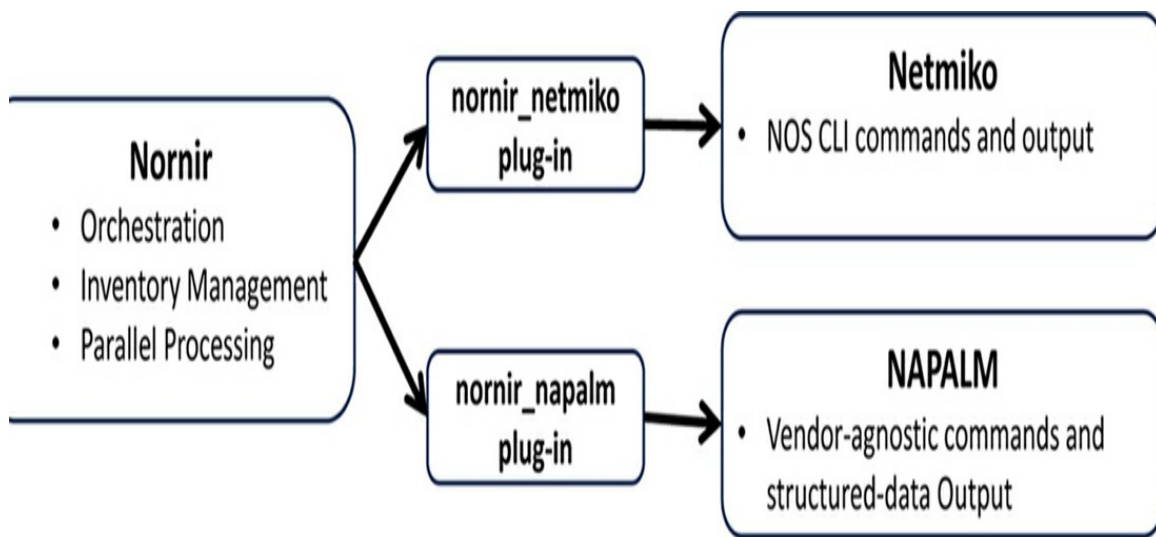 Nornir
• Orchestration
• Inventory Management
• Parallel Processing
nornir_netmiko
plug-in
nornir_napalm
plug-in
Netmiko
• NOS CLI commands and output
NAPALM
• Vendor-agnostic commands and
structured-data Output